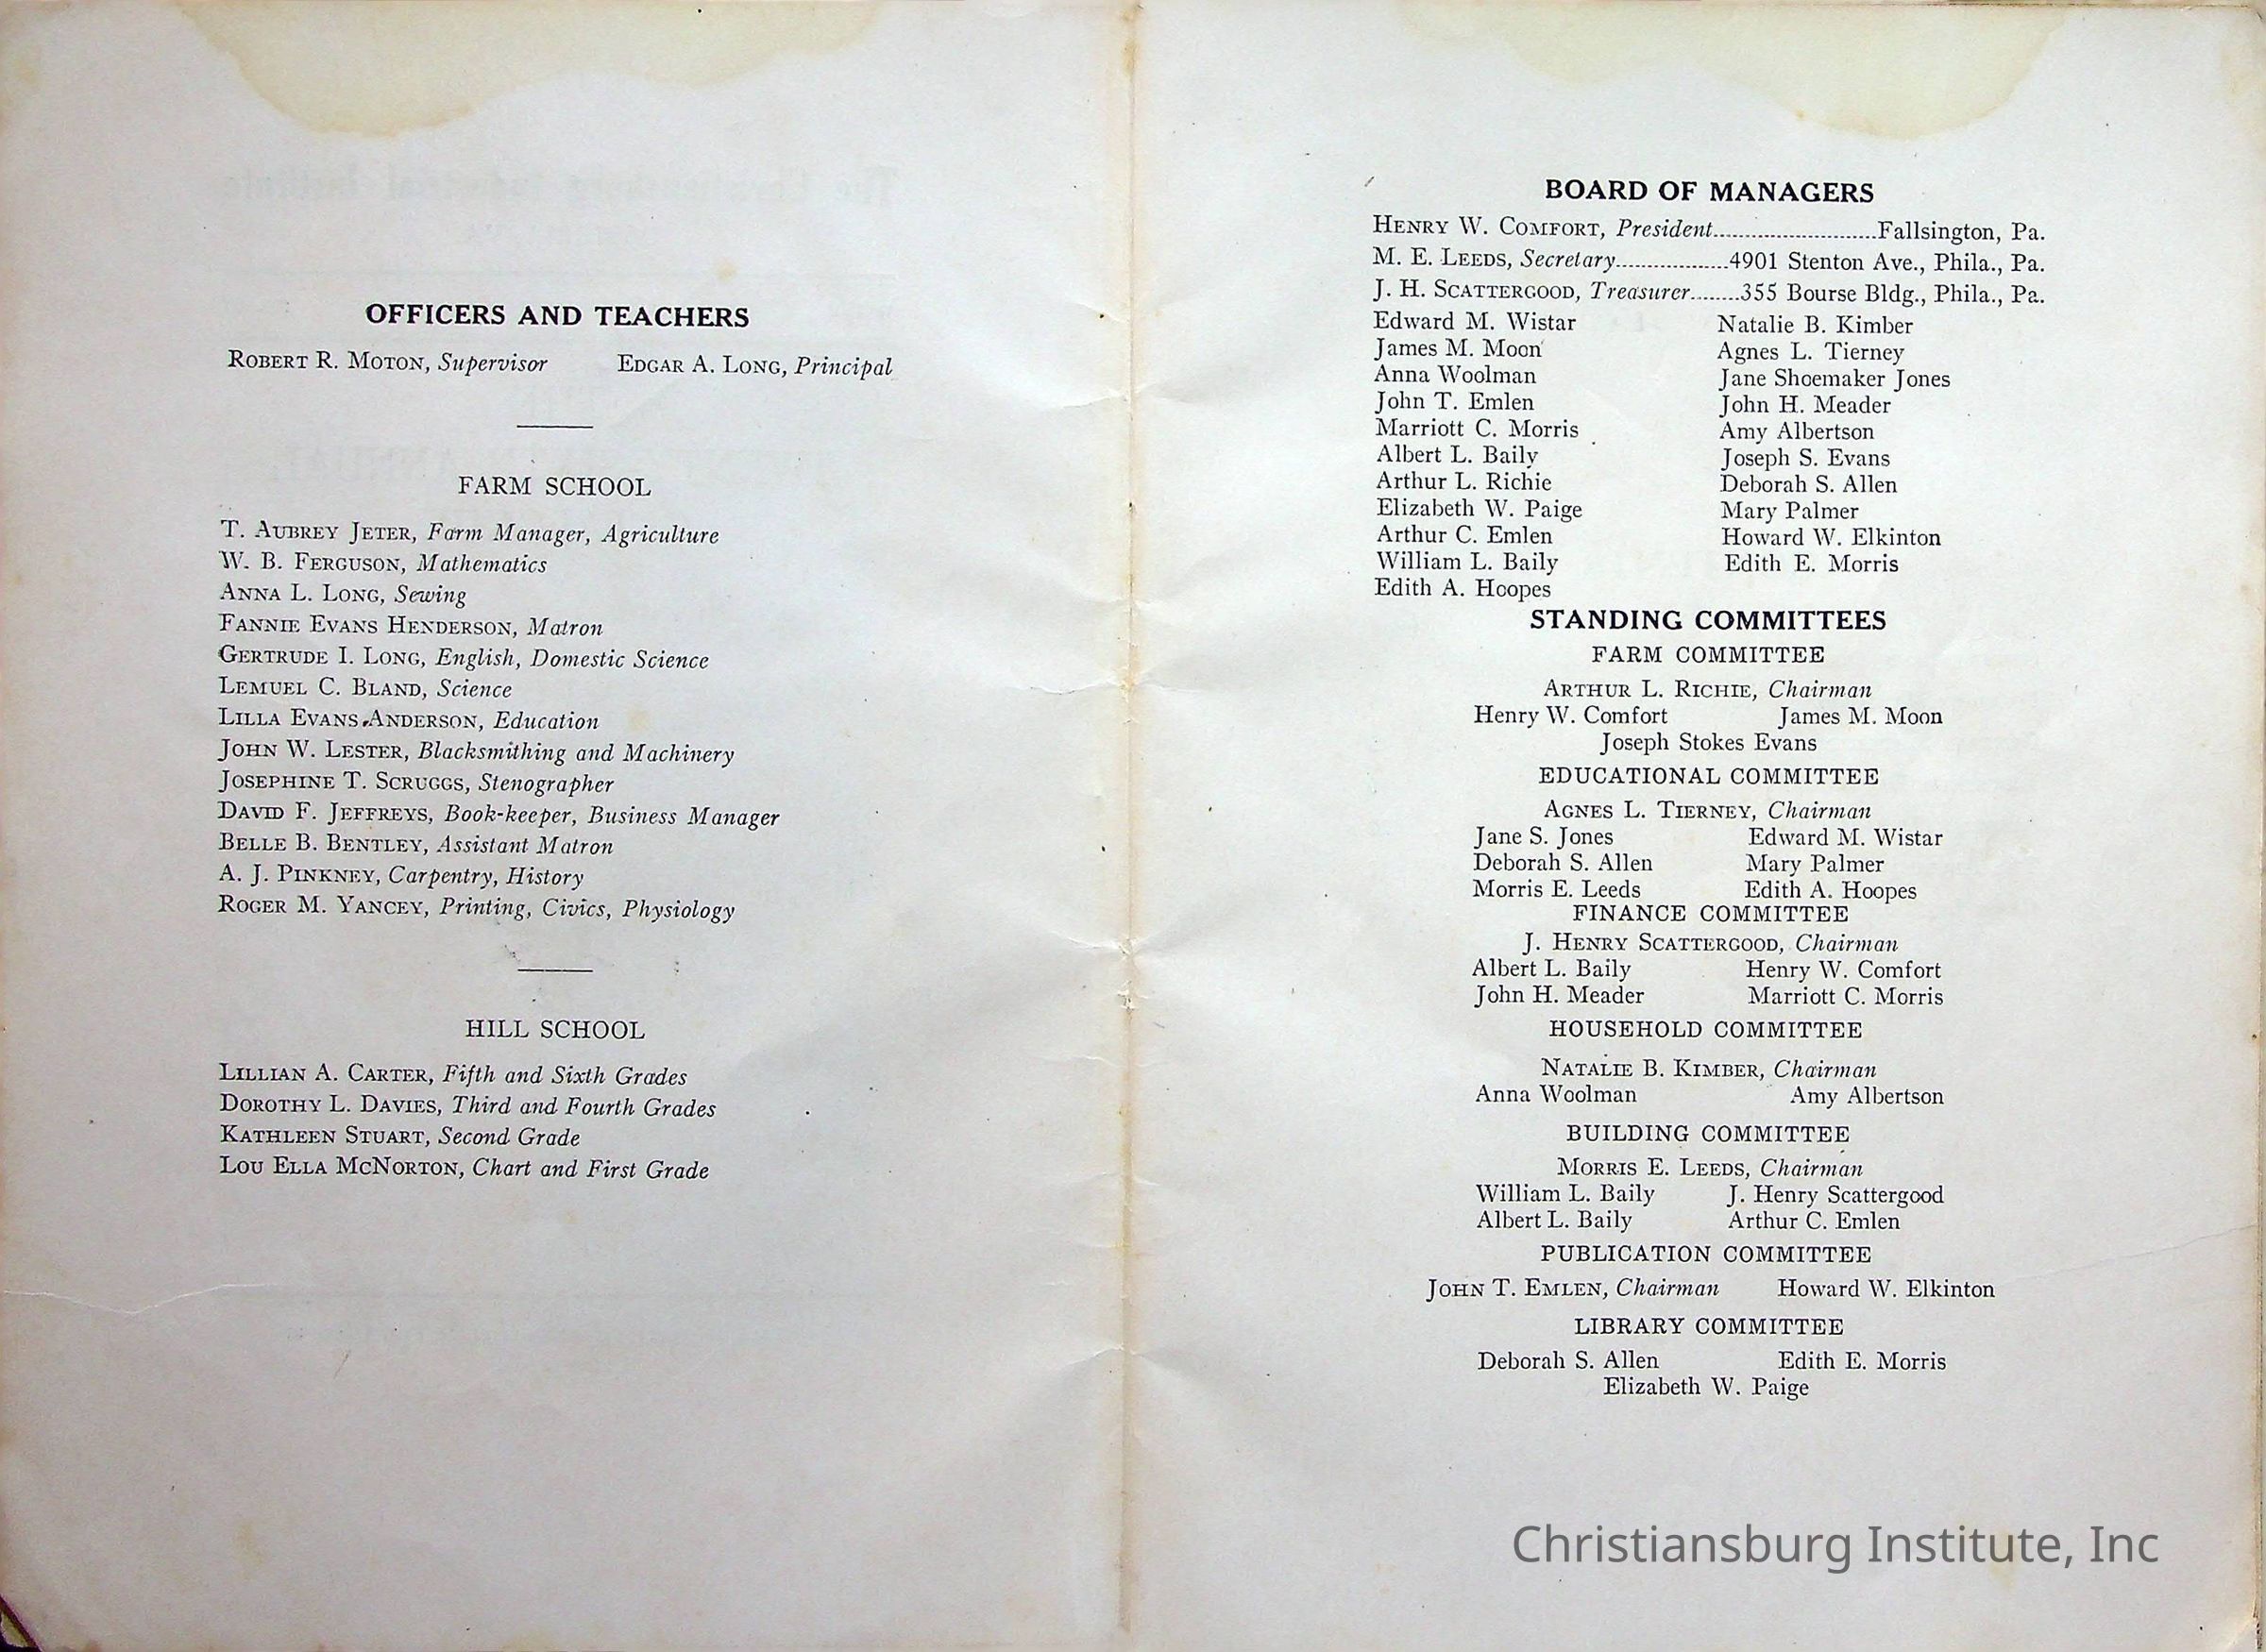 OFFICERS AND TEACHERS
ROBERT R. MOTON, Supervisor EDGAR A. LONG, Principal
FARM SCHOOL
T. AUBREY JETER, Farm Manager, Agriculture
W. B. FERGUSON, Mathematics
ANNA L. LONG, Sewing
FANNIE EVANS HENDERSON, Matron
GERTRUDE I. LONG, English, Domestic Science
LEMUEL C. BLAND, Science
LILLA EVANS ANDERSON, Education
JOHN W. LESTER, Blacksmithing and Machinery
JOSEPHINE T. SCRUGGS, Stenographer
DAVID F. JEFFREYS, Book-keeper, Business Manager
BELLE B. BENTLEY, Assistant Matron
A. J. PINKNEY, Carpentry, History
ROGER M. YANCEY, Printing, Civics, Physiology
HILL SCHOOL
LILLIAN A. CARTER, Fifth and Sixth Grades
DOROTHY L. DAVIES, Third and Fourth Grades
KATHLEEN STUART, Second Grade
LOU ELLA MCNORTON, Chart and First Grade
BOARD OF MANAGERS
HENRY W. COMFORT, President..........................Fallsington, Pa.
M. E. LEEDS, Secretary..................4901 Stenton Ave., Phila., Pa.
J. H. SCATTERGOOD, Treasurer........355 Bourse Bldg., Phila., Pa.
Edward M. Wistar Natalie B. Kimber
James M. Moon Agnes L. Tierney
Anna Woolman Jane Shoemaker Jones
John T. Emlen John H. Meader
Marriott C. Morris Amy Albertson
Albert L. Baily Joseph S. Evans
Arthur L. Richie Deborah S. Allen
Elizabeth W. Paige Mary Palmer
Arthur C. Emlen Howard W. Elkinton
William L. Baily Edith E. Morris
Edith A. Hoopes
STANDING COMMITTEES
FARM COMMITTEE
ARTHUR L. RICHIE, Chairman
Henry W. Comfort James M. Moon
Joseph Stokes Evans
EDUCATIONAL COMMITTEE
AGNES L. TIERNEY, Chairman
Jane S. Jones Edward M. Wistar
Deborah S. Allen Mary Palmer
Morris E. Leeds Edith A. Hoopes
FINANCE COMMITTEE
J. HENRY SCATTERGOOD, Chairman
Albert L. Baily Henry W. Comfort
John H. Meader Marriott C. Morris
HOUSEHOLD COMMITTEE
NATALIE B. KIMBER, Chairman
Anna Woolman Amy Albertson
BUILDING COMMITTEE
MORRIS E. LEEDS, Chairman
William L. Baily J. Henry Scattergood
Albert L. Baily Arthur C. Emlen
PUBLICATION COMMITTEE
JOHN T. EMLEN, Chairman Howard W. Elkinton
LIBRARY COMMITTEE
Deborah S. Allen Edith E. Morris
Elizabeth W. Paige
Christiansburg Institute, Inc